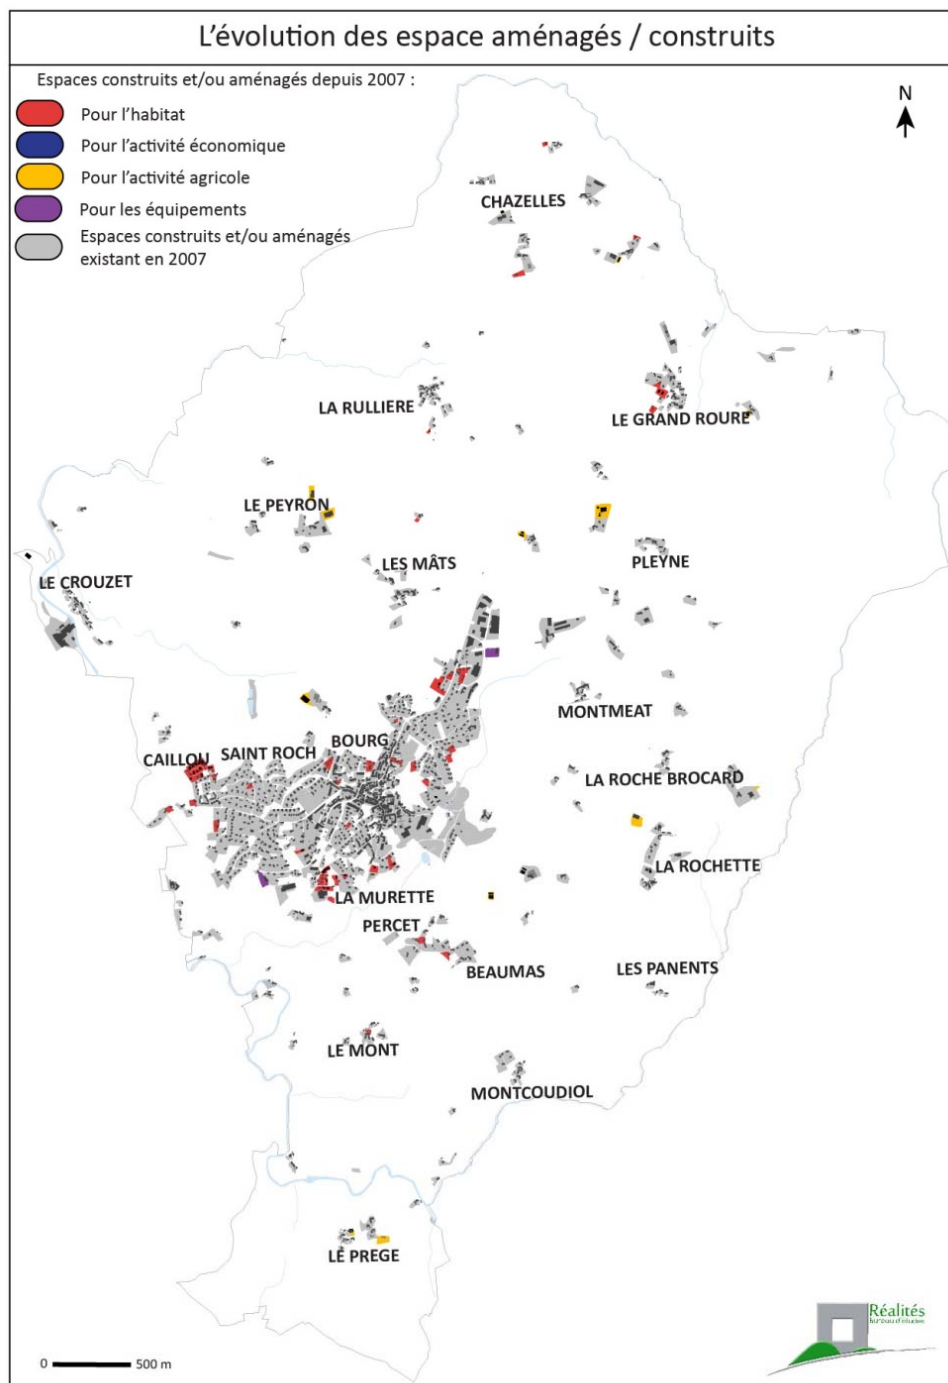 L'évolution des espace aménagés / construits
Espaces construits et/ou aménagés depuis 2007 :
Pour l'habitat
Pour l'activité économique
Pour l'activité agricole
Pour les équipements
Espaces construits et/ou aménagés
existant en 2007
N
CHAZELLES
LA RULLIERE
LE GRAND ROURE
LE PEYRON
LES MÂTS
PLEYNE
LE CROUZET
MONTMEAT
BOURG
SAINT ROCH
CAILLOU
LA ROCHE BROCARD
LA ROCHETTE
LA MURETTE
PERCET
BEAUMAS
LES PANENTS
LE MONT
MONTCOUDIOL
LE PREGE
Réalités
Bureau d'études
0 500 m